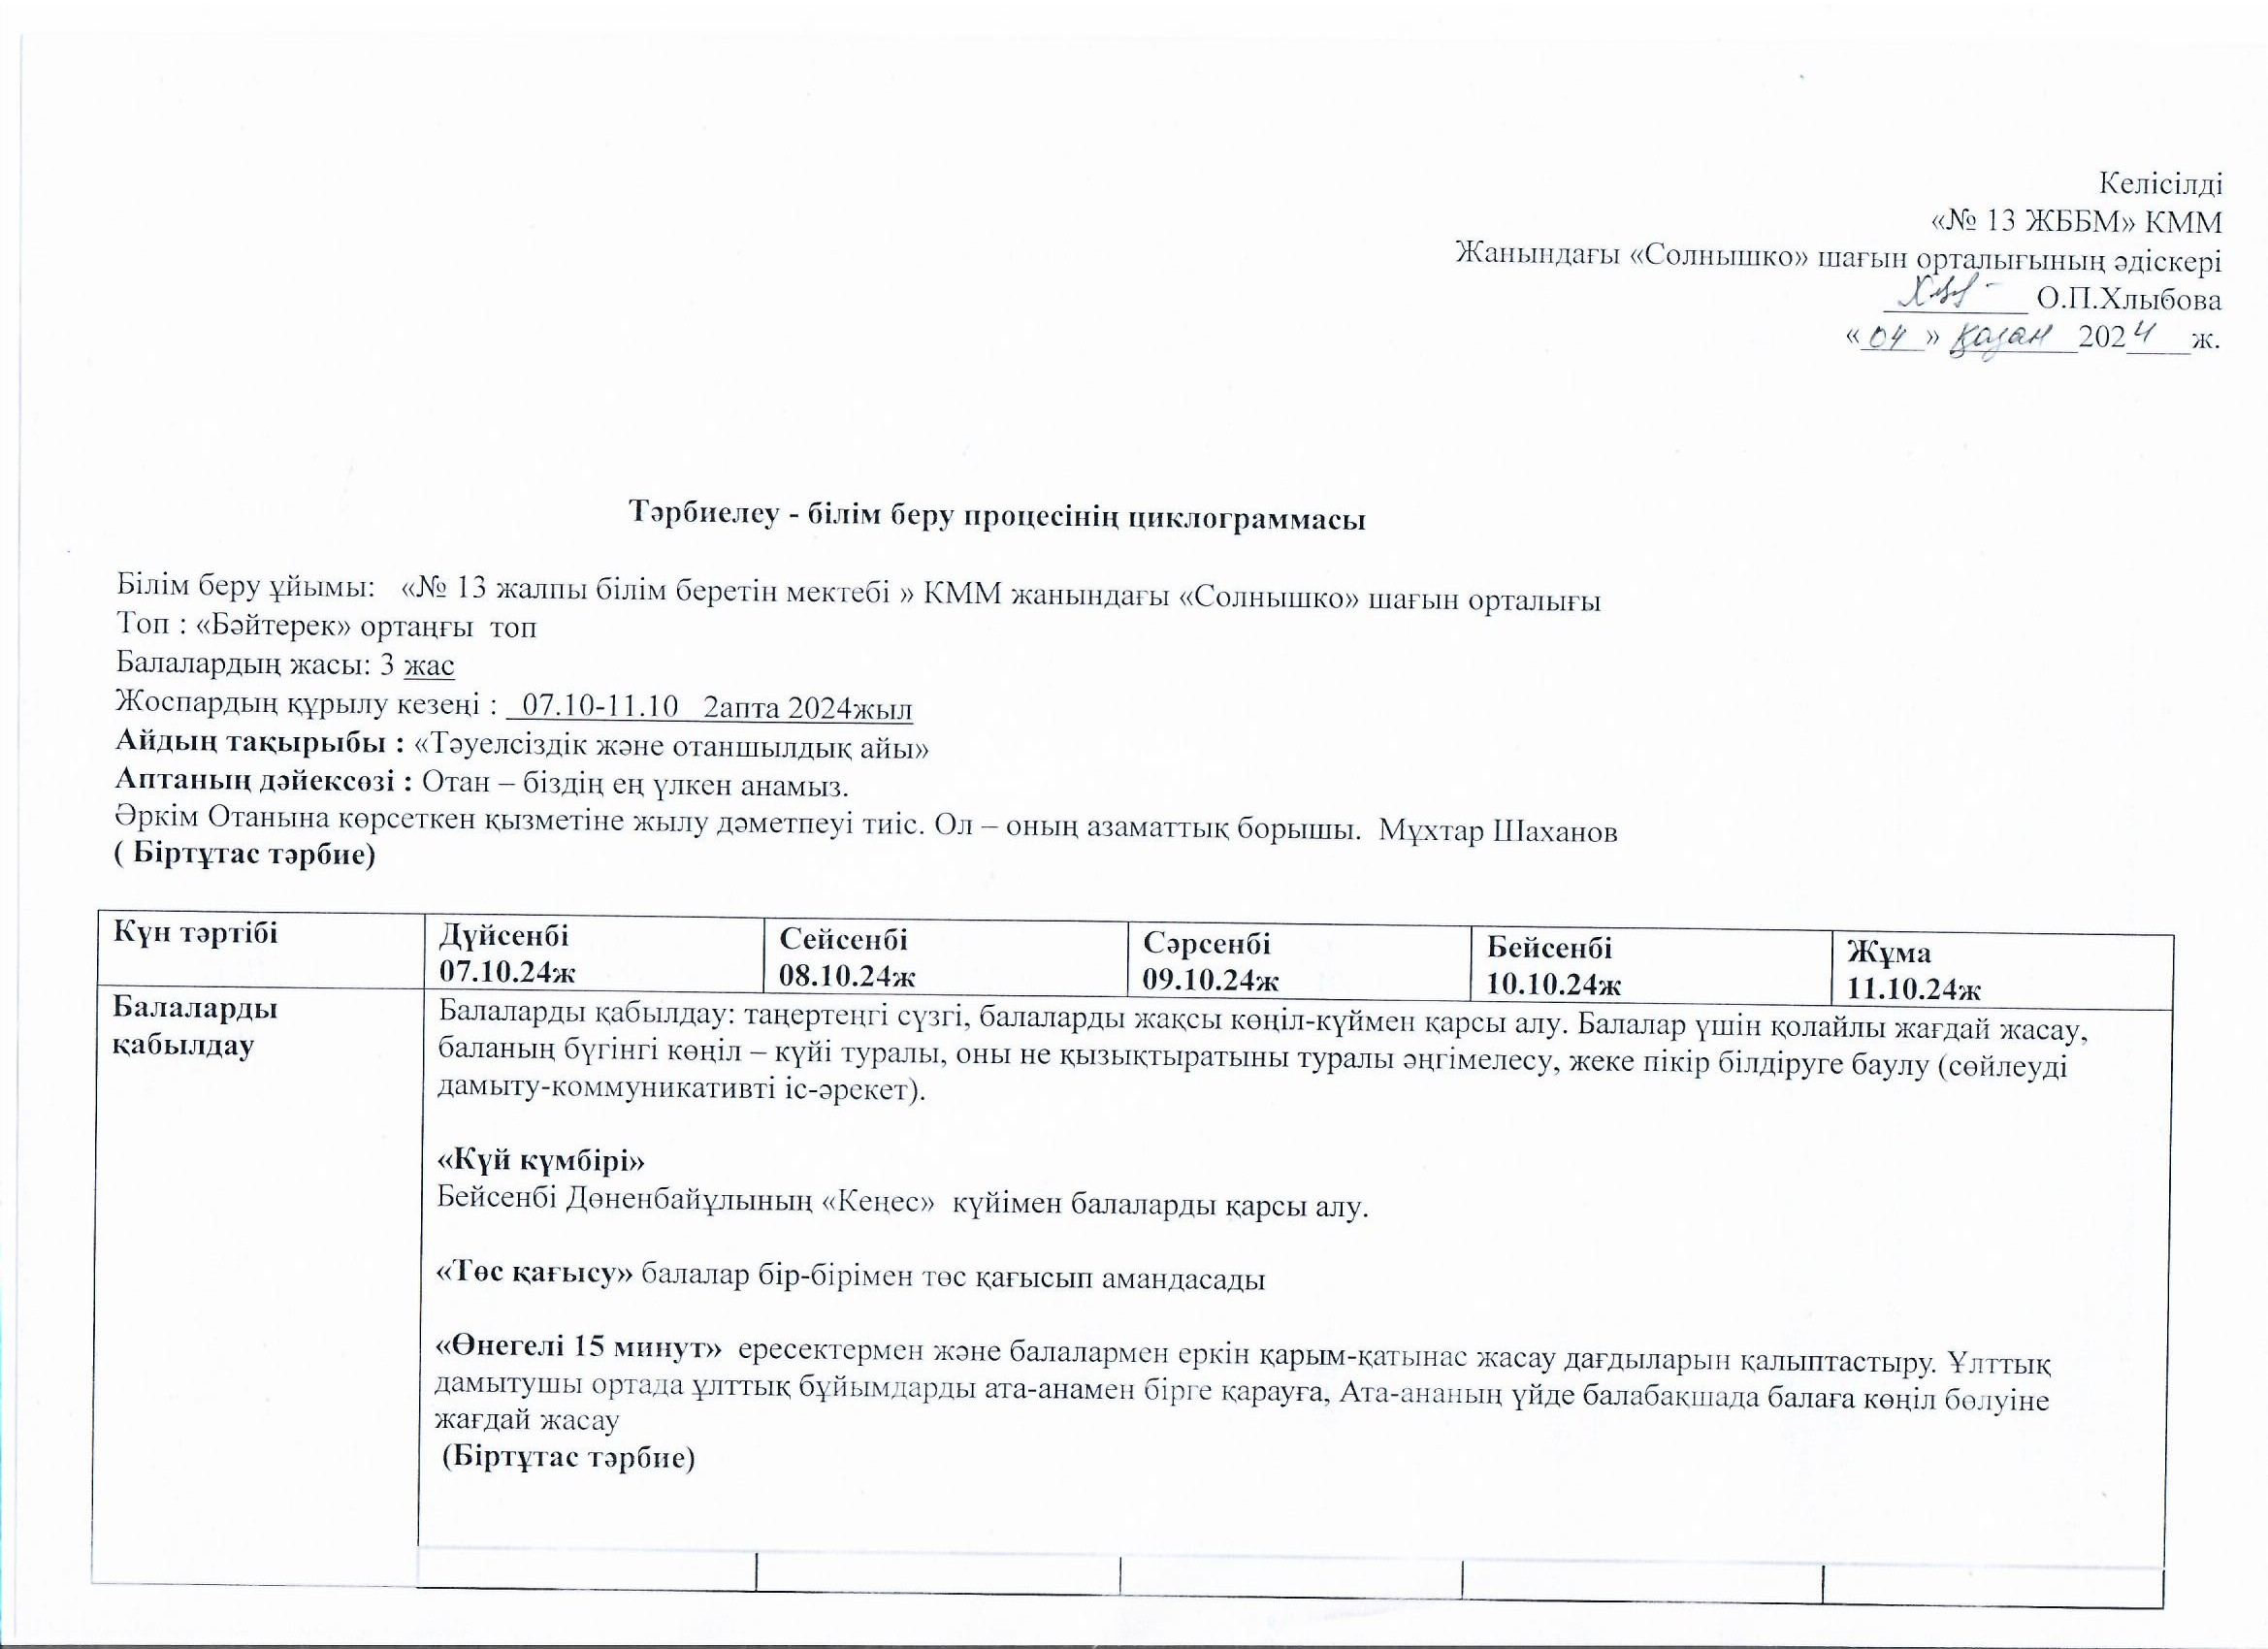 Келісілді
«№ 13 ЖББМ» КММ
Жанындағы «Солнышко» шағын орталығының әдіскері
________ О.П.Хлыбова
«04» қазан 2024 ж.
Тәрбиелеу - білім беру процесінің циклограммасы
Білім беру ұйымы: «№ 13 жалпы білім беретін мектебі » КММ жанындағы «Солнышко» шағын орталығы
Топ : «Бәйтерек» ортаңғы топ
Балалардың жасы: 3 жас
Жоспардың құрылу кезеңі : 07.10-11.10 2апта 2024жыл
Айдың тақырыбы : «Тәуелсіздік және отаншылдық айы»
Аптаның дәйексөзі : Отан – біздің ең үлкен анамыз.
Әркім Отанына көрсеткен қызметіне жылу дәметпеуі тиіс. Ол – оның азаматтық борышы. Мұхтар Шаханов
( Біртұтас тәрбие)
Күн тәртібі
Дүйсенбі
07.10.24ж
Сейсенбі
08.10.24ж
Сәрсенбі
09.10.24ж
Бейсенбі
10.10.24ж
Жұма
11.10.24ж
Балаларды
қабылдау
Балаларды қабылдау: таңертеңгі сүзгі, балаларды жақсы көңіл-күймен қарсы алу. Балалар үшін қолайлы жағдай жасау,
баланың бүгінгі көңіл – күйі туралы, оны не қызықтыратыны туралы әңгімелесу, жеке пікір білдіруге баулу (сөйлеуді
дамыту-коммуникативті іс-әрекет).
«Күй күмбірі»
Бейсенбі Дөненбайұлының «Кеңес» күйімен балаларды қарсы алу.
«Төс қағысу» балалар бір-бірімен төс қағысып амандасады
«Өнегелі 15 минут» ересектермен және балалармен еркін қарым-қатынас жасау дағдыларын қалыптастыру. Ұлттық
дамытушы ортада ұлттық бұйымдарды ата-анамен бірге қарауға, Ата-ананың үйде балабақшада балаға көңіл бөлуіне
жағдай жасау
(Біртұтас тәрбие)